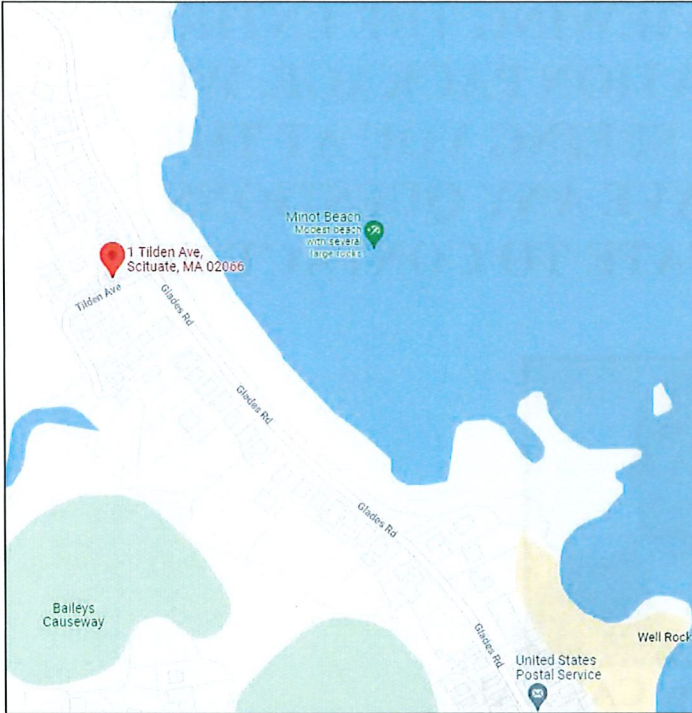 Minot Beach
Modest beach
with several
large rocks
1 Tilden Ave,
Scituate, MA 02066
Tilden Ave
Glades Rd
Glades Rd
Glades Rd
Baileys
Causeway
Glades Rd
Well Rock
United States
Postal Service